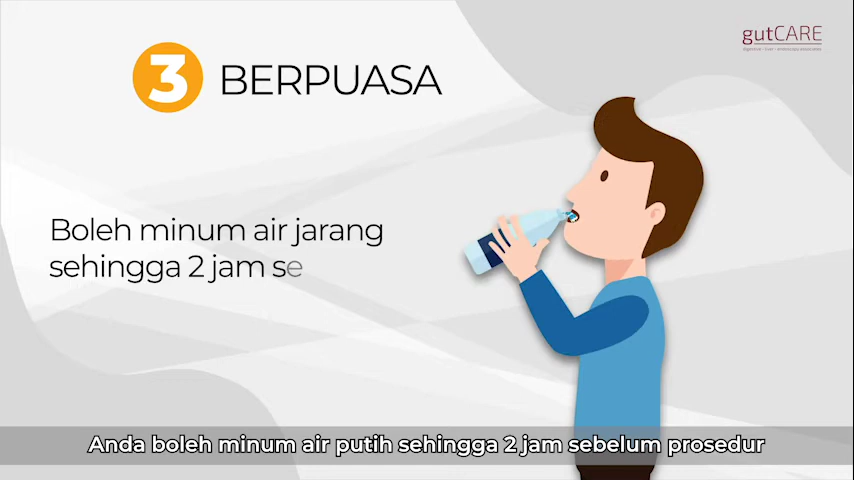 gutCARE
3 BERPUASA
Boleh minum air jarang
sehingga 2 jam se
Anda boleh minum air putih sehingga 2 jam sebelum prosedur